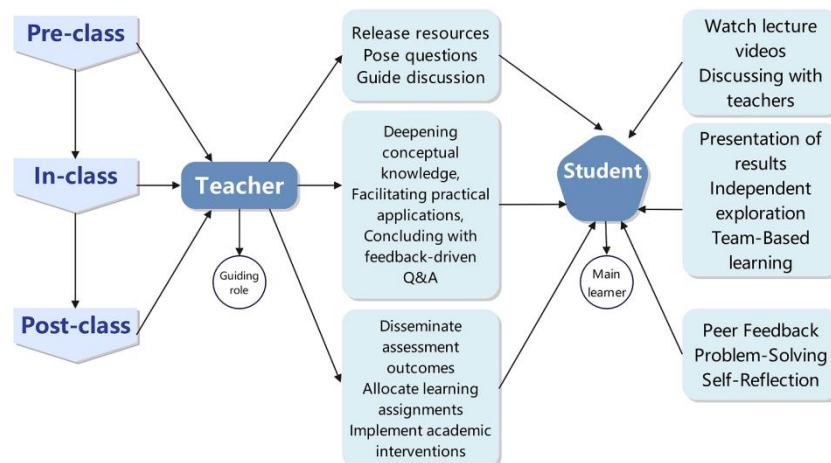 Pre-class
In-class
Post-class
Teacher
Guiding
role
Release resources
Pose questions
Guide discussion
Deepening
conceptual
knowledge,
Facilitating practical
applications,
Concluding with
feedback-driven
Q&A
Disseminate
assessment
outcomes
Allocate learning
assignments
Implement academic
interventions
Student
Main
learner
Watch lecture
videos
Discussing with
teachers
Presentation of
results
Independent
exploration
Team-Based
learning
Peer Feedback
Problem-Solving
Self-Reflection